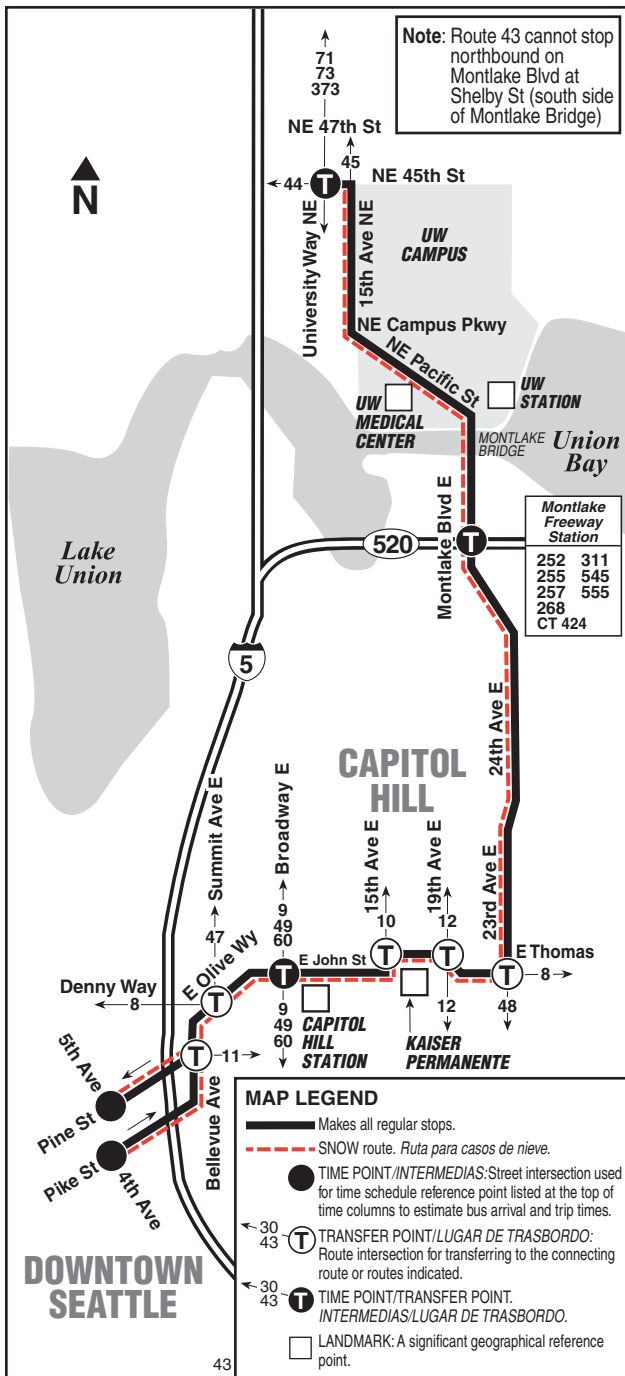 Note: Route 43 cannot stop
northbound on
Montlake Blvd at
Shelby St (south side
of Montlake Bridge)
71
73
373
NE 47th St
45
44
T
NE 45th St
N
University Way NE
15th Ave NE
UW
CAMPUS
NE Campus Pkwy
NE Pacific St
UW
MEDICAL
CENTER
UW
STATION
MONTLAKE
BRIDGE
Union
Bay
Montlake Blvd E
Lake
Union
520
T
Montlake
Freeway
Station
252 311
255 545
257 555
268
CT 424
5
24th Ave E
CAPITOL
HILL
Summit Ave E
Broadway E
15th Ave E
19th Ave E
23rd Ave E
47
9
49
60
10
12
E Olive Wy
T
E John St
T
T
E Thomas
T
8
Denny Way
8
T
9
49
60
12
48
CAPITOL
HILL
STATION
KAISER
PERMANENTE
5th Ave
T
11
Pine St
Bellevue Ave
Pike St
4th Ave
DOWNTOWN
SEATTLE
43
MAP LEGEND
Makes all regular stops.
SNOW route. Ruta para casos de nieve.
TIME POINT/INTERMEDIAS:Street intersection used
for time schedule reference point listed at the top of
time columns to estimate bus arrival and trip times.
30
43
T
TRANSFER POINT/LUGAR DE TRASBORDO:
Route intersection for transferring to the connecting
route or routes indicated.
30
43
T
TIME POINT/TRANSFER POINT.
INTERMEDIAS/LUGAR DE TRASBORDO.
LANDMARK: A significant geographical reference
point.